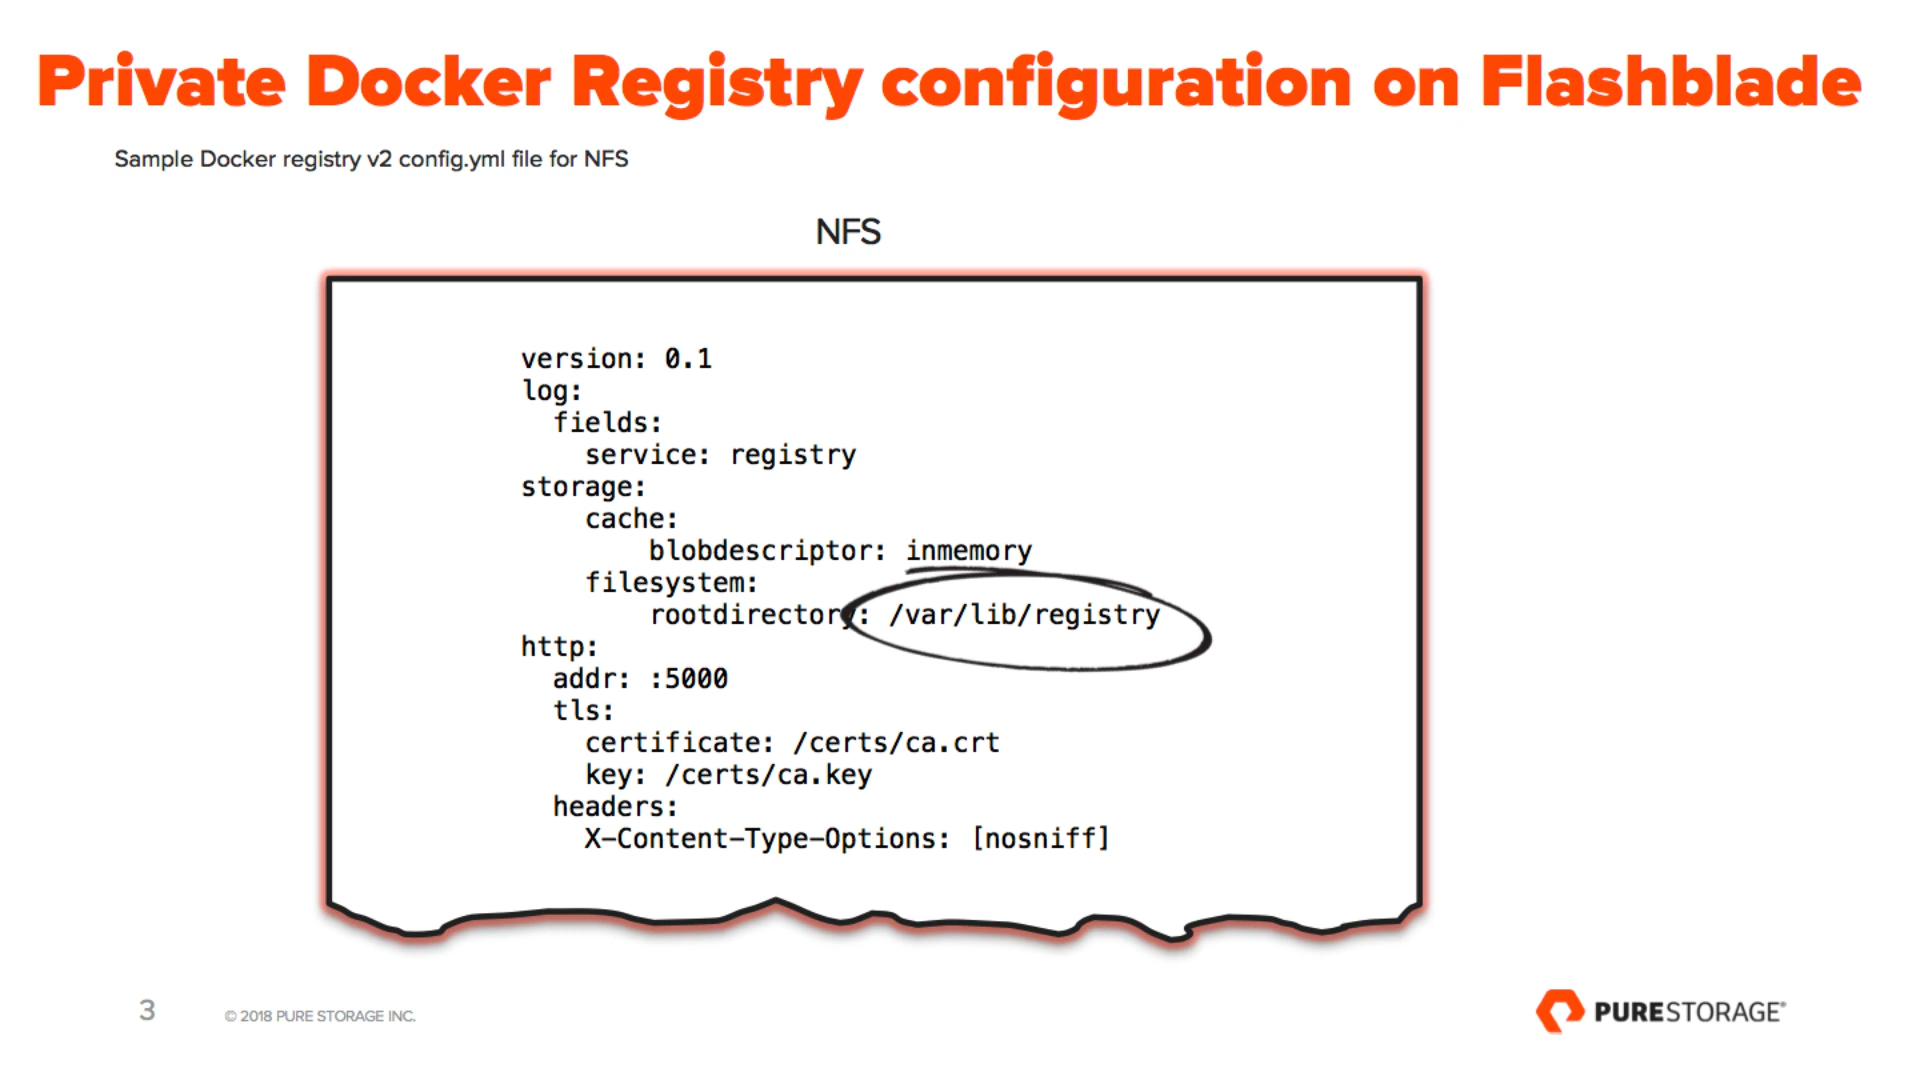 Private Docker Registry configuration on Flashblade
Sample Docker registry v2 config.yml file for NFS
NFS
version: 0.1
log:
  fields:
    service: registry
storage:
    cache:
        blobdescriptor: inmemory
    filesystem:
        rootdirectory: /var/lib/registry
http:
  addr: :5000
  tls:
    certificate: /certs/ca.crt
    key: /certs/ca.key
  headers:
    X-Content-Type-Options: [nosniff]
3
© 2018 PURE STORAGE INC.
PURESTORAGE®